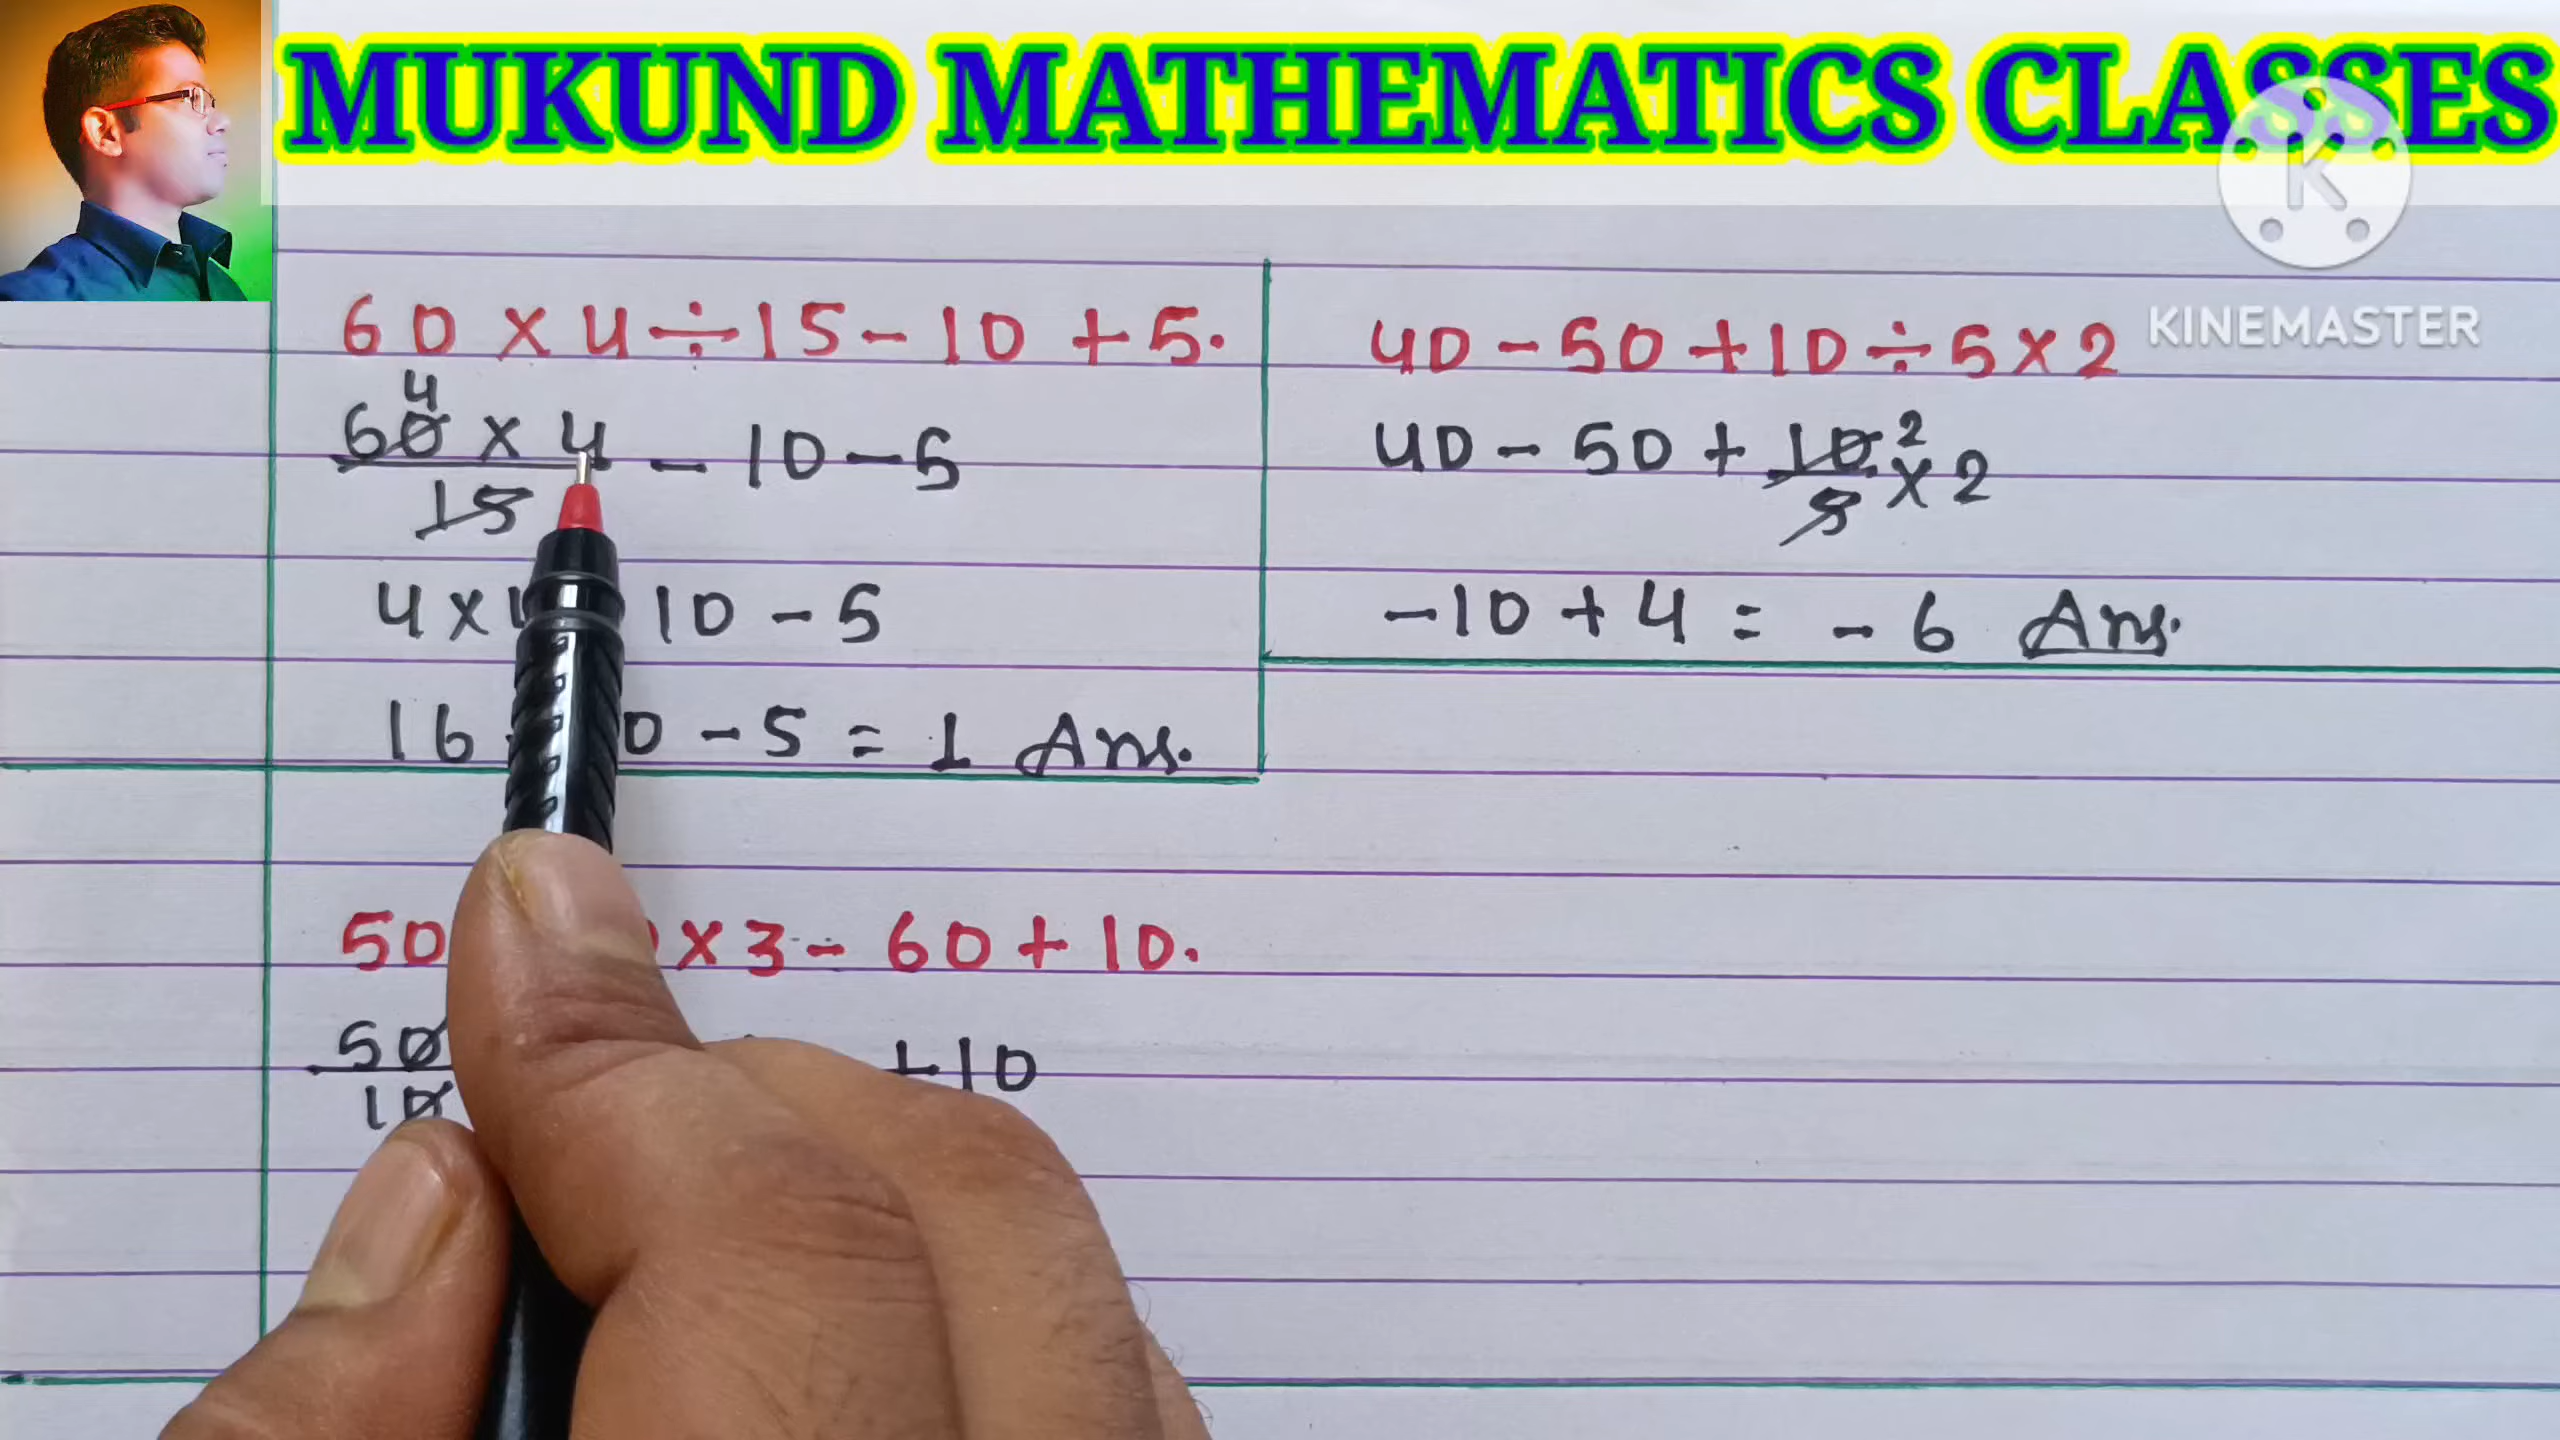 MUKUND MATHEMATICS CLASSES
K
KINEMASTER
60 × 4 ÷ 15 - 10 + 5.
4
60 × 4 - 10 - 5
15
4 × 4 10 - 5
16 - 0 - 5 = 1 Ans.
40 - 50 + 10 ÷ 5 × 2
40 - 50 + 10 2 × 2
5
-10 + 4 = - 6 Ans.
50 × 3 - 60 + 10.
50 + 10
10